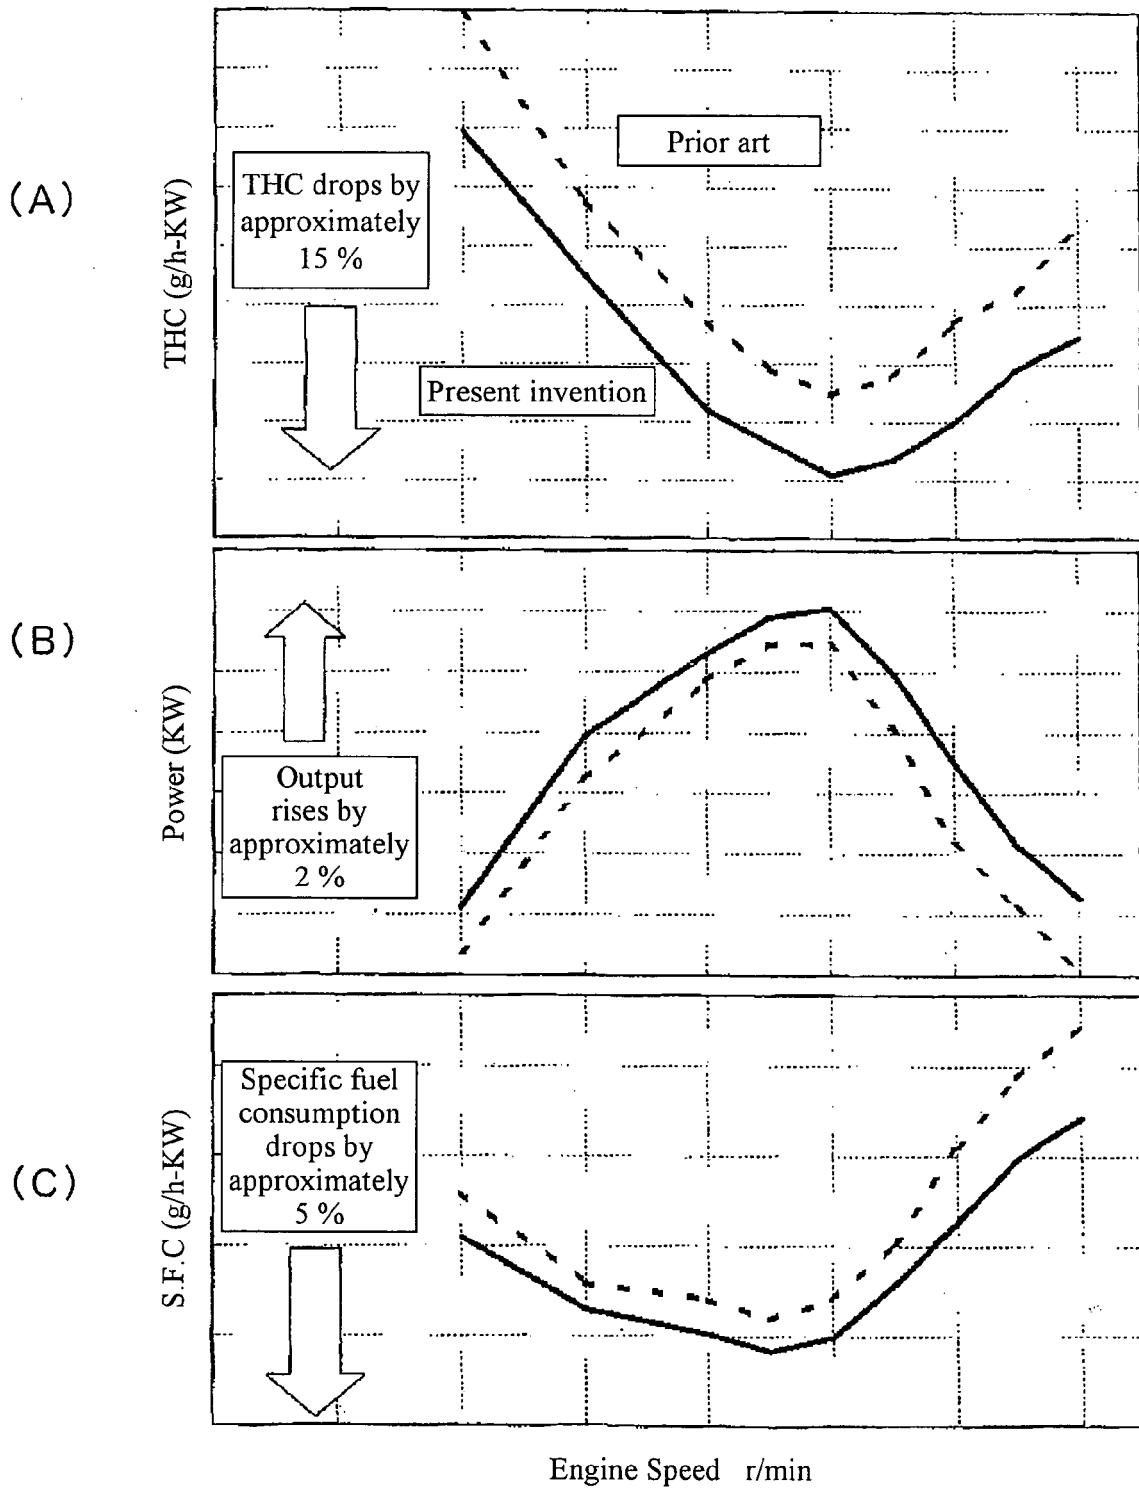 (A)
THC (g/h-KW)
THC drops by
approximately
15 %
Prior art
Present invention
(B)
Power (KW)
Output
rises by
approximately
2 %
(C)
S.F.C (g/h-KW)
Specific fuel
consumption
drops by
approximately
5 %
Engine Speed r/min